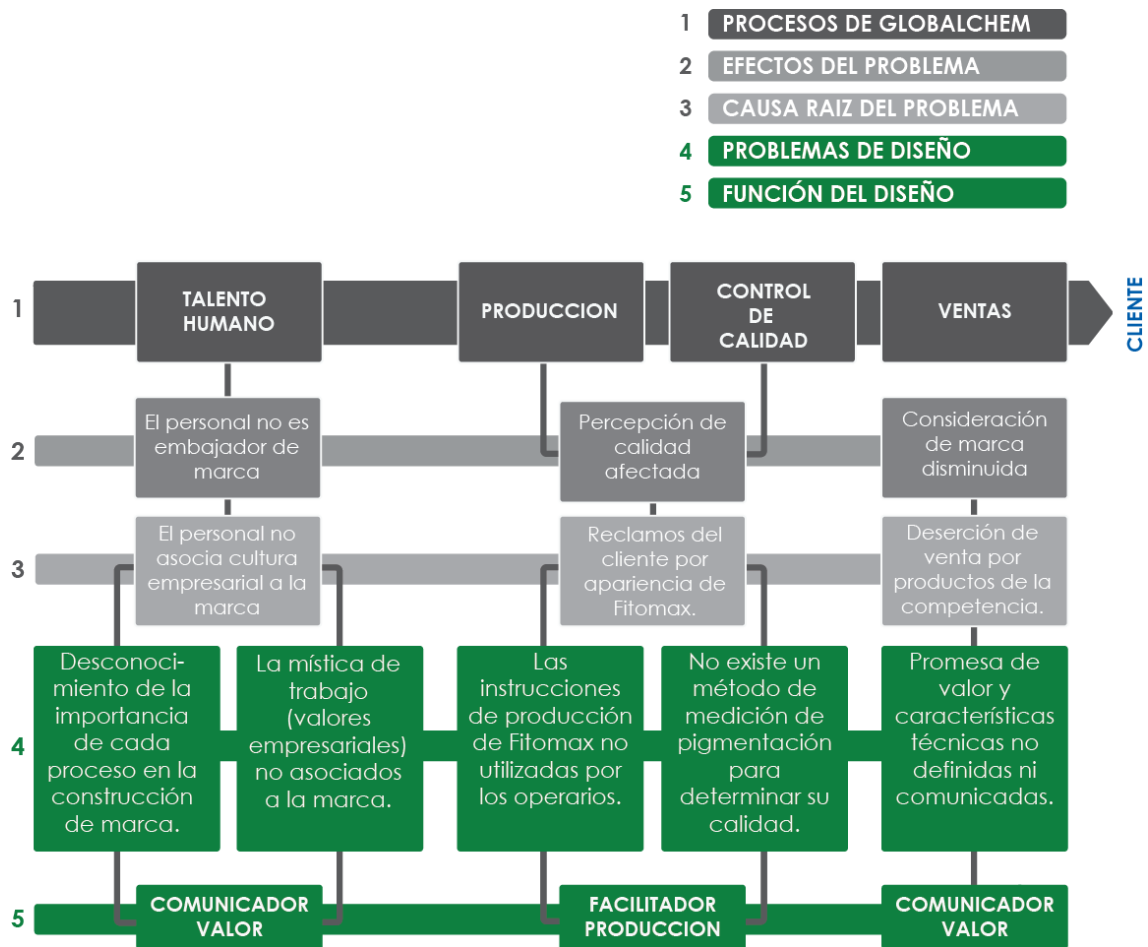 1 PROCESOS DE GLOBALCHEM
2 EFECTOS DEL PROBLEMA
3 CAUSA RAIZ DEL PROBLEMA
4 PROBLEMAS DE DISEÑO
5 FUNCIÓN DEL DISEÑO
1
TALENTO
HUMANO
PRODUCCION
CONTROL
DE
CALIDAD
VENTAS
CLIENTE
2
El personal no es
embajador de
marca
Percepción de
calidad
afectada
Consideración
de marca
disminuida
3
El personal no
asocia cultura
empresarial a la
marca
Reclamos del
cliente por
apariencia de
Fitomax.
Deserción de
venta por
productos de la
competencia.
4
Desconoci-
miento de la
importancia
de cada
proceso en la
construcción
de marca.
La mística de
trabajo
(valores
empresariales)
no asociados
a la marca.
Las
instrucciones
de producción
de Fitomax no
utilizadas por
los operarios.
No existe un
método de
medición de
pigmentación
para
determinar su
calidad.
Promesa de
valor y
característícas
técnicas no
definidas ni
comunicadas.
5
COMUNICADOR
VALOR
FACILITADOR
PRODUCCION
COMUNICADOR
VALOR